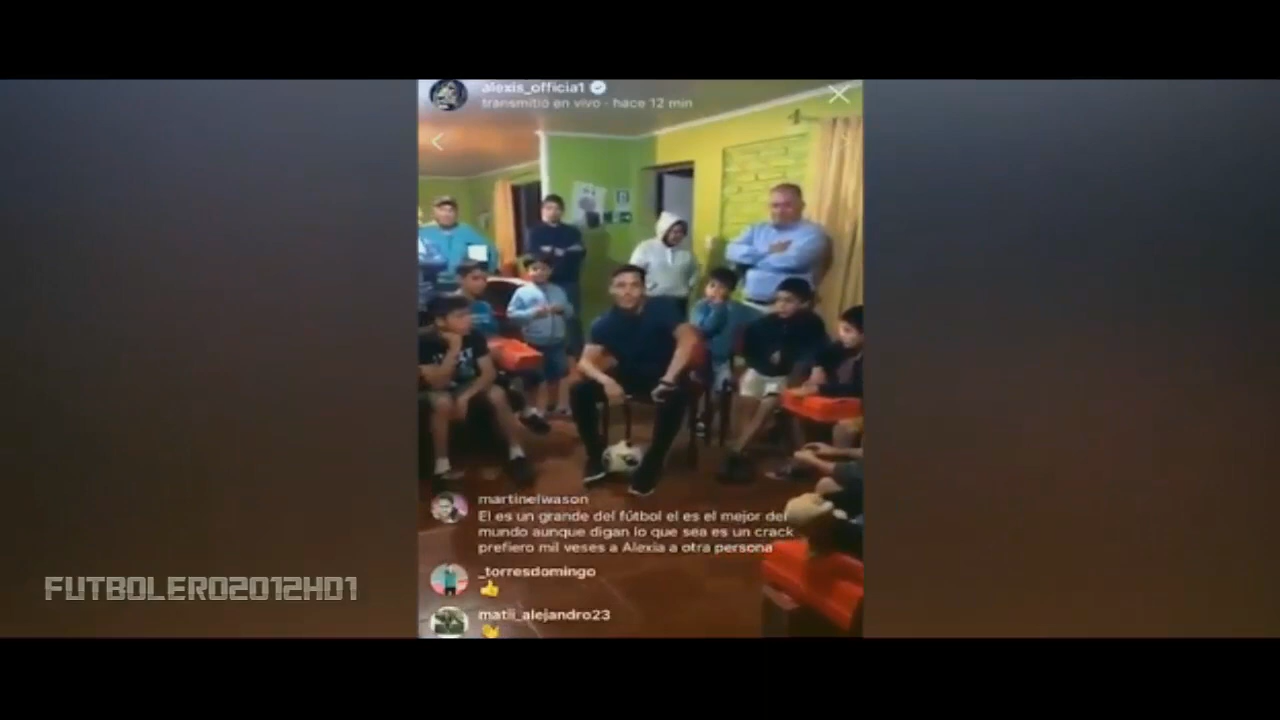 alexis_officia1
transmitió en vivo · hace 12 min
martinelwason
El es un grande del fútbol el es el mejor del
mundo aunque digan lo que sea es un crack
prefiero mil veses a Alexia a otra persona
_torresdomingo
👍
matii_alejandro23
FUTBOLERO2012HD1